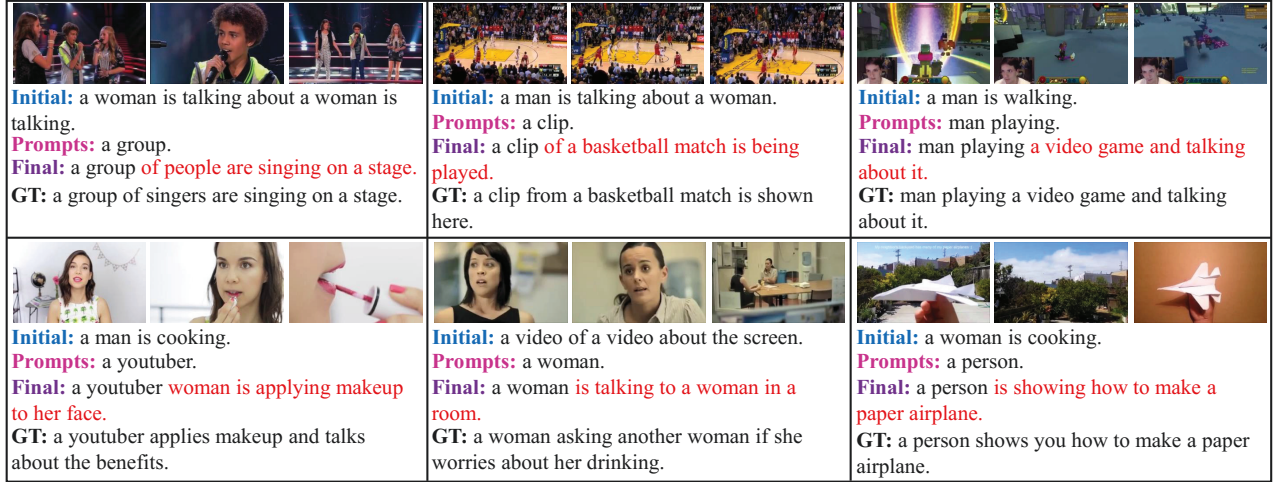 Initial: a woman is talking about a woman is
talking.
Prompts: a group.
Final: a group of people are singing on a stage.
GT: a group of singers are singing on a stage.
Initial: a man is talking about a woman.
Prompts: a clip.
Final: a clip of a basketball match is being
played.
GT: a clip from a basketball match is shown
here.
Initial: a man is walking.
Prompts: man playing.
Final: man playing a video game and talking
about it.
GT: man playing a video game and talking
about it.
Initial: a man is cooking.
Prompts: a youtuber.
Final: a youtuber woman is applying makeup
to her face.
GT: a youtuber applies makeup and talks
about the benefits.
Initial: a video of a video about the screen.
Prompts: a woman.
Final: a woman is talking to a woman in a
room.
GT: a woman asking another woman if she
worries about her drinking.
Initial: a woman is cooking.
Prompts: a person.
Final: a person is showing how to make a
paper airplane.
GT: a person shows you how to make a paper
airplane.